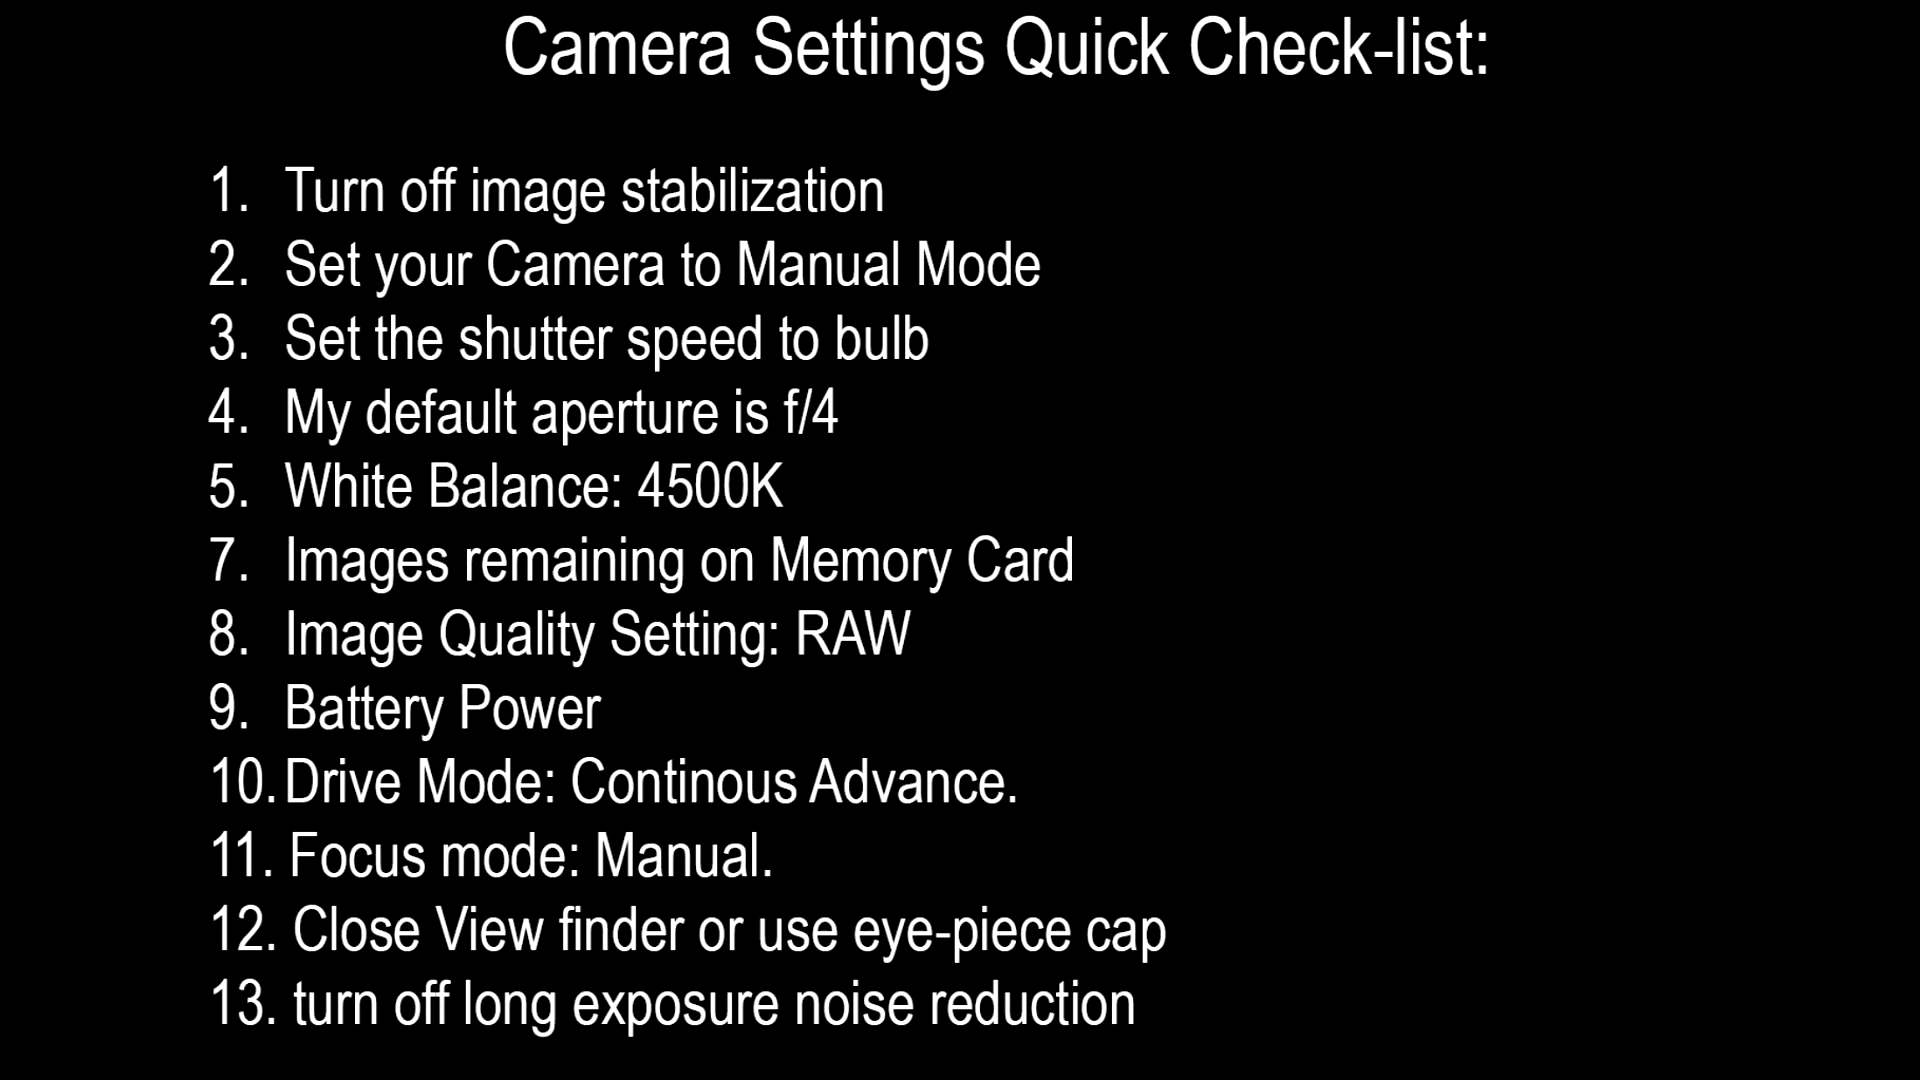 Camera Settings Quick Check-list:
1. Turn off image stabilization
2. Set your Camera to Manual Mode
3. Set the shutter speed to bulb
4. My default aperture is f/4
5. White Balance: 4500K
7. Images remaining on Memory Card
8. Image Quality Setting: RAW
9. Battery Power
10. Drive Mode: Continous Advance.
11. Focus mode: Manual.
12. Close View finder or use eye-piece cap
13. turn off long exposure noise reduction